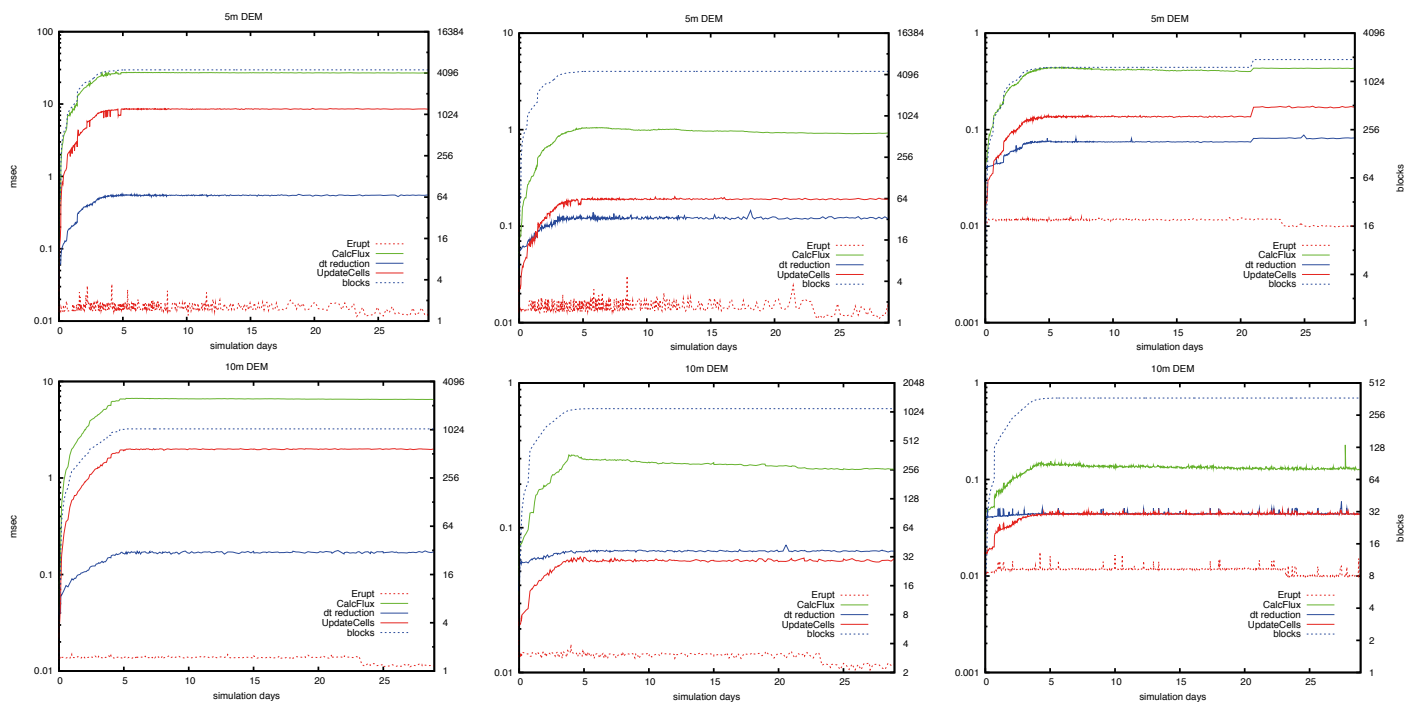 5m DEM
100
10
1
0.1
0.01
msec
16384
4096
1024
256
64
16
4
1
Erupt
CalcFlux
dt reduction
UpdateCells
blocks
0 5 10 15 20 25
simulation days
5m DEM
10
1
0.1
0.01
16384
4096
1024
256
64
16
4
1
Erupt
CalcFlux
dt reduction
UpdateCells
blocks
0 5 10 15 20 25
simulation days
5m DEM
1
0.1
0.01
0.001
4096
1024
256
64
16
4
1
blocks
Erupt
CalcFlux
dt reduction
UpdateCells
blocks
0 5 10 15 20 25
simulation days
10m DEM
10
1
0.1
0.01
msec
4096
1024
256
64
16
4
1
Erupt
CalcFlux
dt reduction
UpdateCells
blocks
0 5 10 15 20 25
simulation days
10m DEM
1
0.1
0.01
2048
1024
512
256
128
64
32
16
8
4
2
Erupt
CalcFlux
dt reduction
UpdateCells
blocks
0 5 10 15 20 25
simulation days
10m DEM
1
0.1
0.01
0.001
512
256
128
64
32
16
8
4
2
1
blocks
Erupt
CalcFlux
dt reduction
UpdateCells
blocks
0 5 10 15 20 25
simulation days